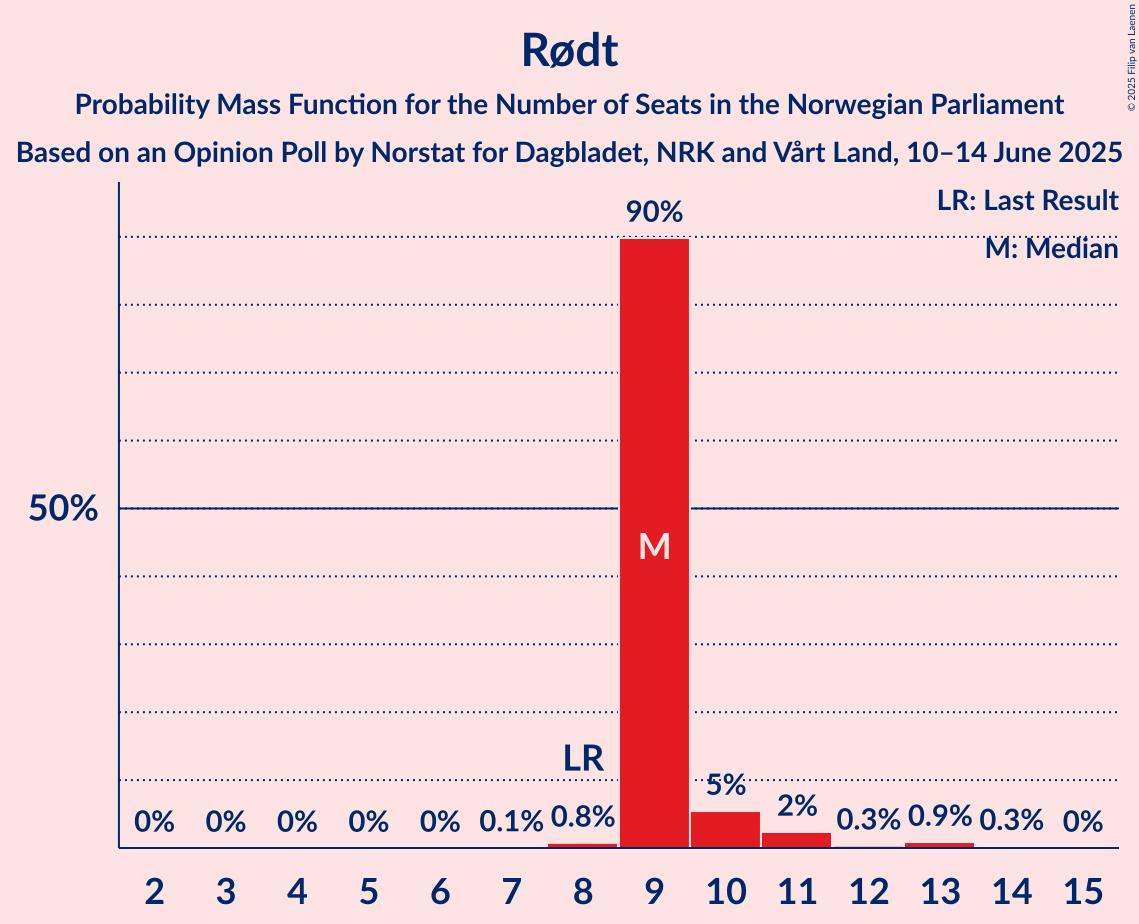 Rødt
Probability Mass Function for the Number of Seats in the Norwegian Parliament
Based on an Opinion Poll by Norstat for Dagbladet, NRK and Vårt Land, 10–14 June 2025
© 2025 Filip van Laenen
LR: Last Result
M: Median
90%
50%
M
LR
0% 0% 0% 0% 0% 0.1% 0.8% 5% 2% 0.3% 0.9% 0.3% 0%
2 3 4 5 6 7 8 9 10 11 12 13 14 15